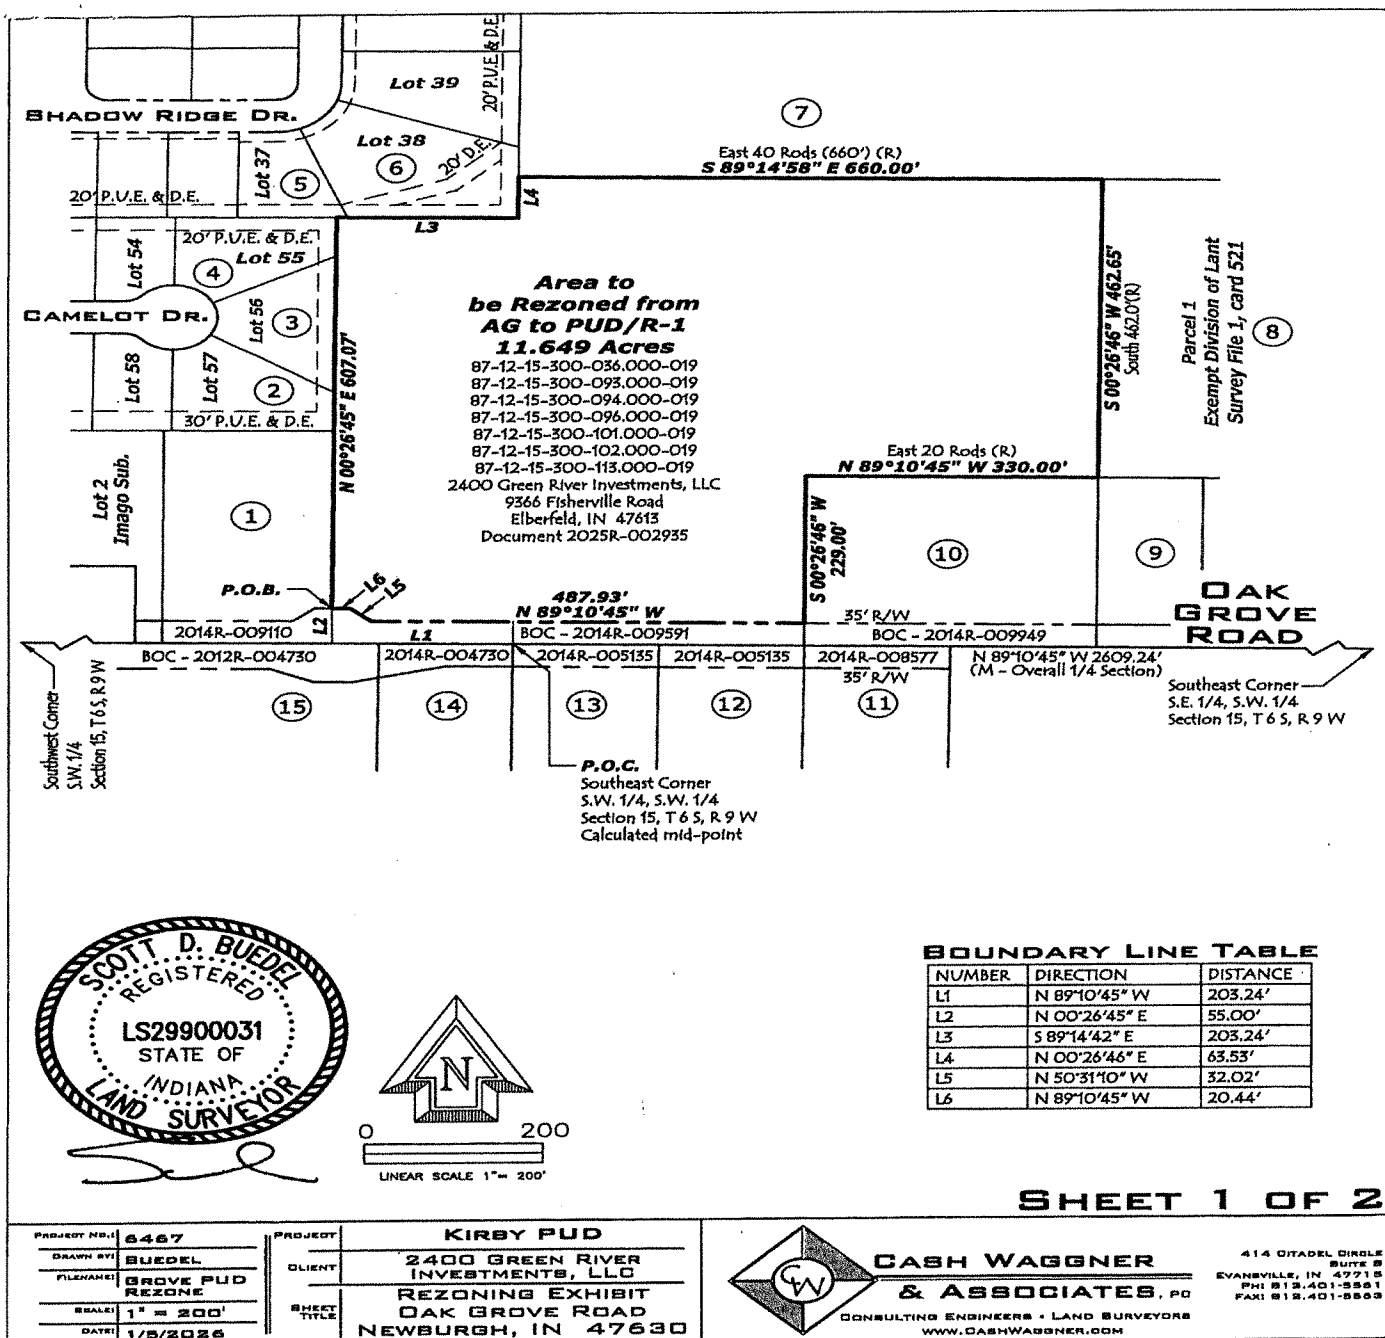 Lot 39
20' P.U.E. & D.E.
SHADOW RIDGE DR.
Lot 38
6
20' D.E.
Lot 37
5
20' P.U.E. & D.E.
7
East 40 Rods (660') (R)
S 89°14'58" E 660.00'
L4
L3
20' P.U.E. & D.E.
Lot 54
4
Lot 55
CAMELOT DR.
Lot 56
3
Lot 58
Lot 57
2
30' P.U.E. & D.E.
N 00°26'45" E 607.07'
Area to
be Rezoned from
AG to PUD/R-1
11.649 Acres
87-12-15-300-036.000-019
87-12-15-300-093.000-019
87-12-15-300-094.000-019
87-12-15-300-096.000-019
87-12-15-300-101.000-019
87-12-15-300-102.000-019
87-12-15-300-113.000-019
2400 Green River Investments, LLC
9366 Fisherville Road
Elberfeld, IN 47613
Document 2025R-002935
S 00°26'46" W 462.65'
South 462.0'(R)
Parcel 1
Exempt Division of Lant
Survey File 1, card 521
8
East 20 Rods (R)
N 89°10'45" W 330.00'
S 00°26'46" W
229.00'
10
9
Lot 2
Imago Sub.
1
P.O.B.
L6
L5
L2
487.93'
N 89°10'45" W
35' R/W
OAK
GROVE
ROAD
2014R-009110
L1
BOC - 2014R-009591
BOC - 2014R-009949
BOC - 2012R-004730
2014R-004730
2014R-005135
2014R-005135
2014R-008577
N 89°10'45" W 2609.24'
(M - Overall 1/4 Section)
35' R/W
15
14
13
12
11
Southwest Corner
S.W. 1/4
Section 15, T 6 S, R 9 W
Southeast Corner
S.E. 1/4, S.W. 1/4
Section 15, T 6 S, R 9 W
P.O.C.
Southeast Corner
S.W. 1/4, S.W. 1/4
Section 15, T 6 S, R 9 W
Calculated mid-point
SCOTT D. BUEDEL
REGISTERED
LS29900031
STATE OF
INDIANA
LAND SURVEYOR
N
0 200
LINEAR SCALE 1"= 200'
BOUNDARY LINE TABLE
NUMBER DIRECTION DISTANCE
L1 N 89°10'45" W 203.24'
L2 N 00°26'45" E 55.00'
L3 S 89°14'42" E 203.24'
L4 N 00°26'46" E 63.53'
L5 N 50°31'10" W 32.02'
L6 N 89°10'45" W 20.44'
SHEET 1 OF 2
PROJECT NO.: 6467
DRAWN BY: BUEDEL
FILENAME: GROVE PUD
REZONE
SCALE: 1" = 200'
DATE: 1/5/2026
PROJECT KIRBY PUD
CLIENT 2400 GREEN RIVER
INVESTMENTS, LLC
SHEET TITLE REZONING EXHIBIT
OAK GROVE ROAD
NEWBURGH, IN 47630
CW
CASH WAGGNER
& ASSOCIATES, PC
CONSULTING ENGINEERS • LAND SURVEYORS
WWW.CASHWAGGNER.COM
414 CITADEL CIRCLE
SUITE B
EVANSVILLE, IN 47715
PH: 812.401-5561
FAX: 812.401-5563